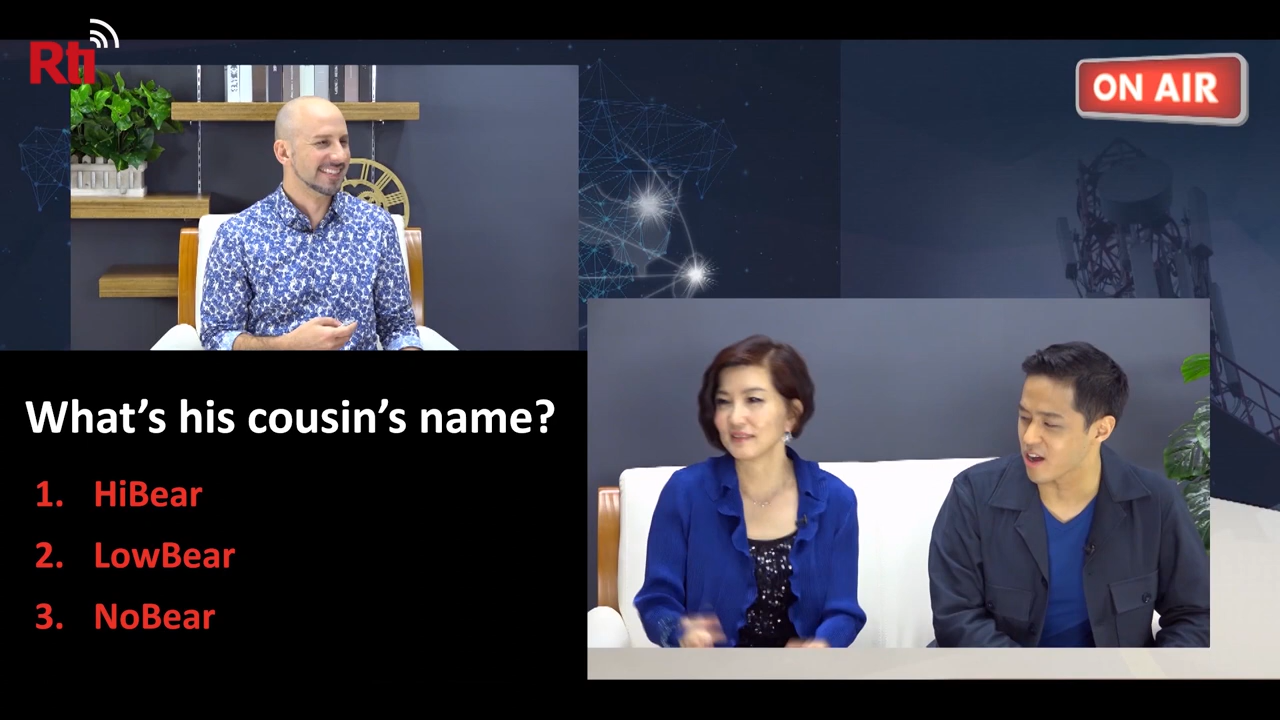 Rti
ON AIR
What's his cousin's name?
1. HiBear
2. LowBear
3. NoBear